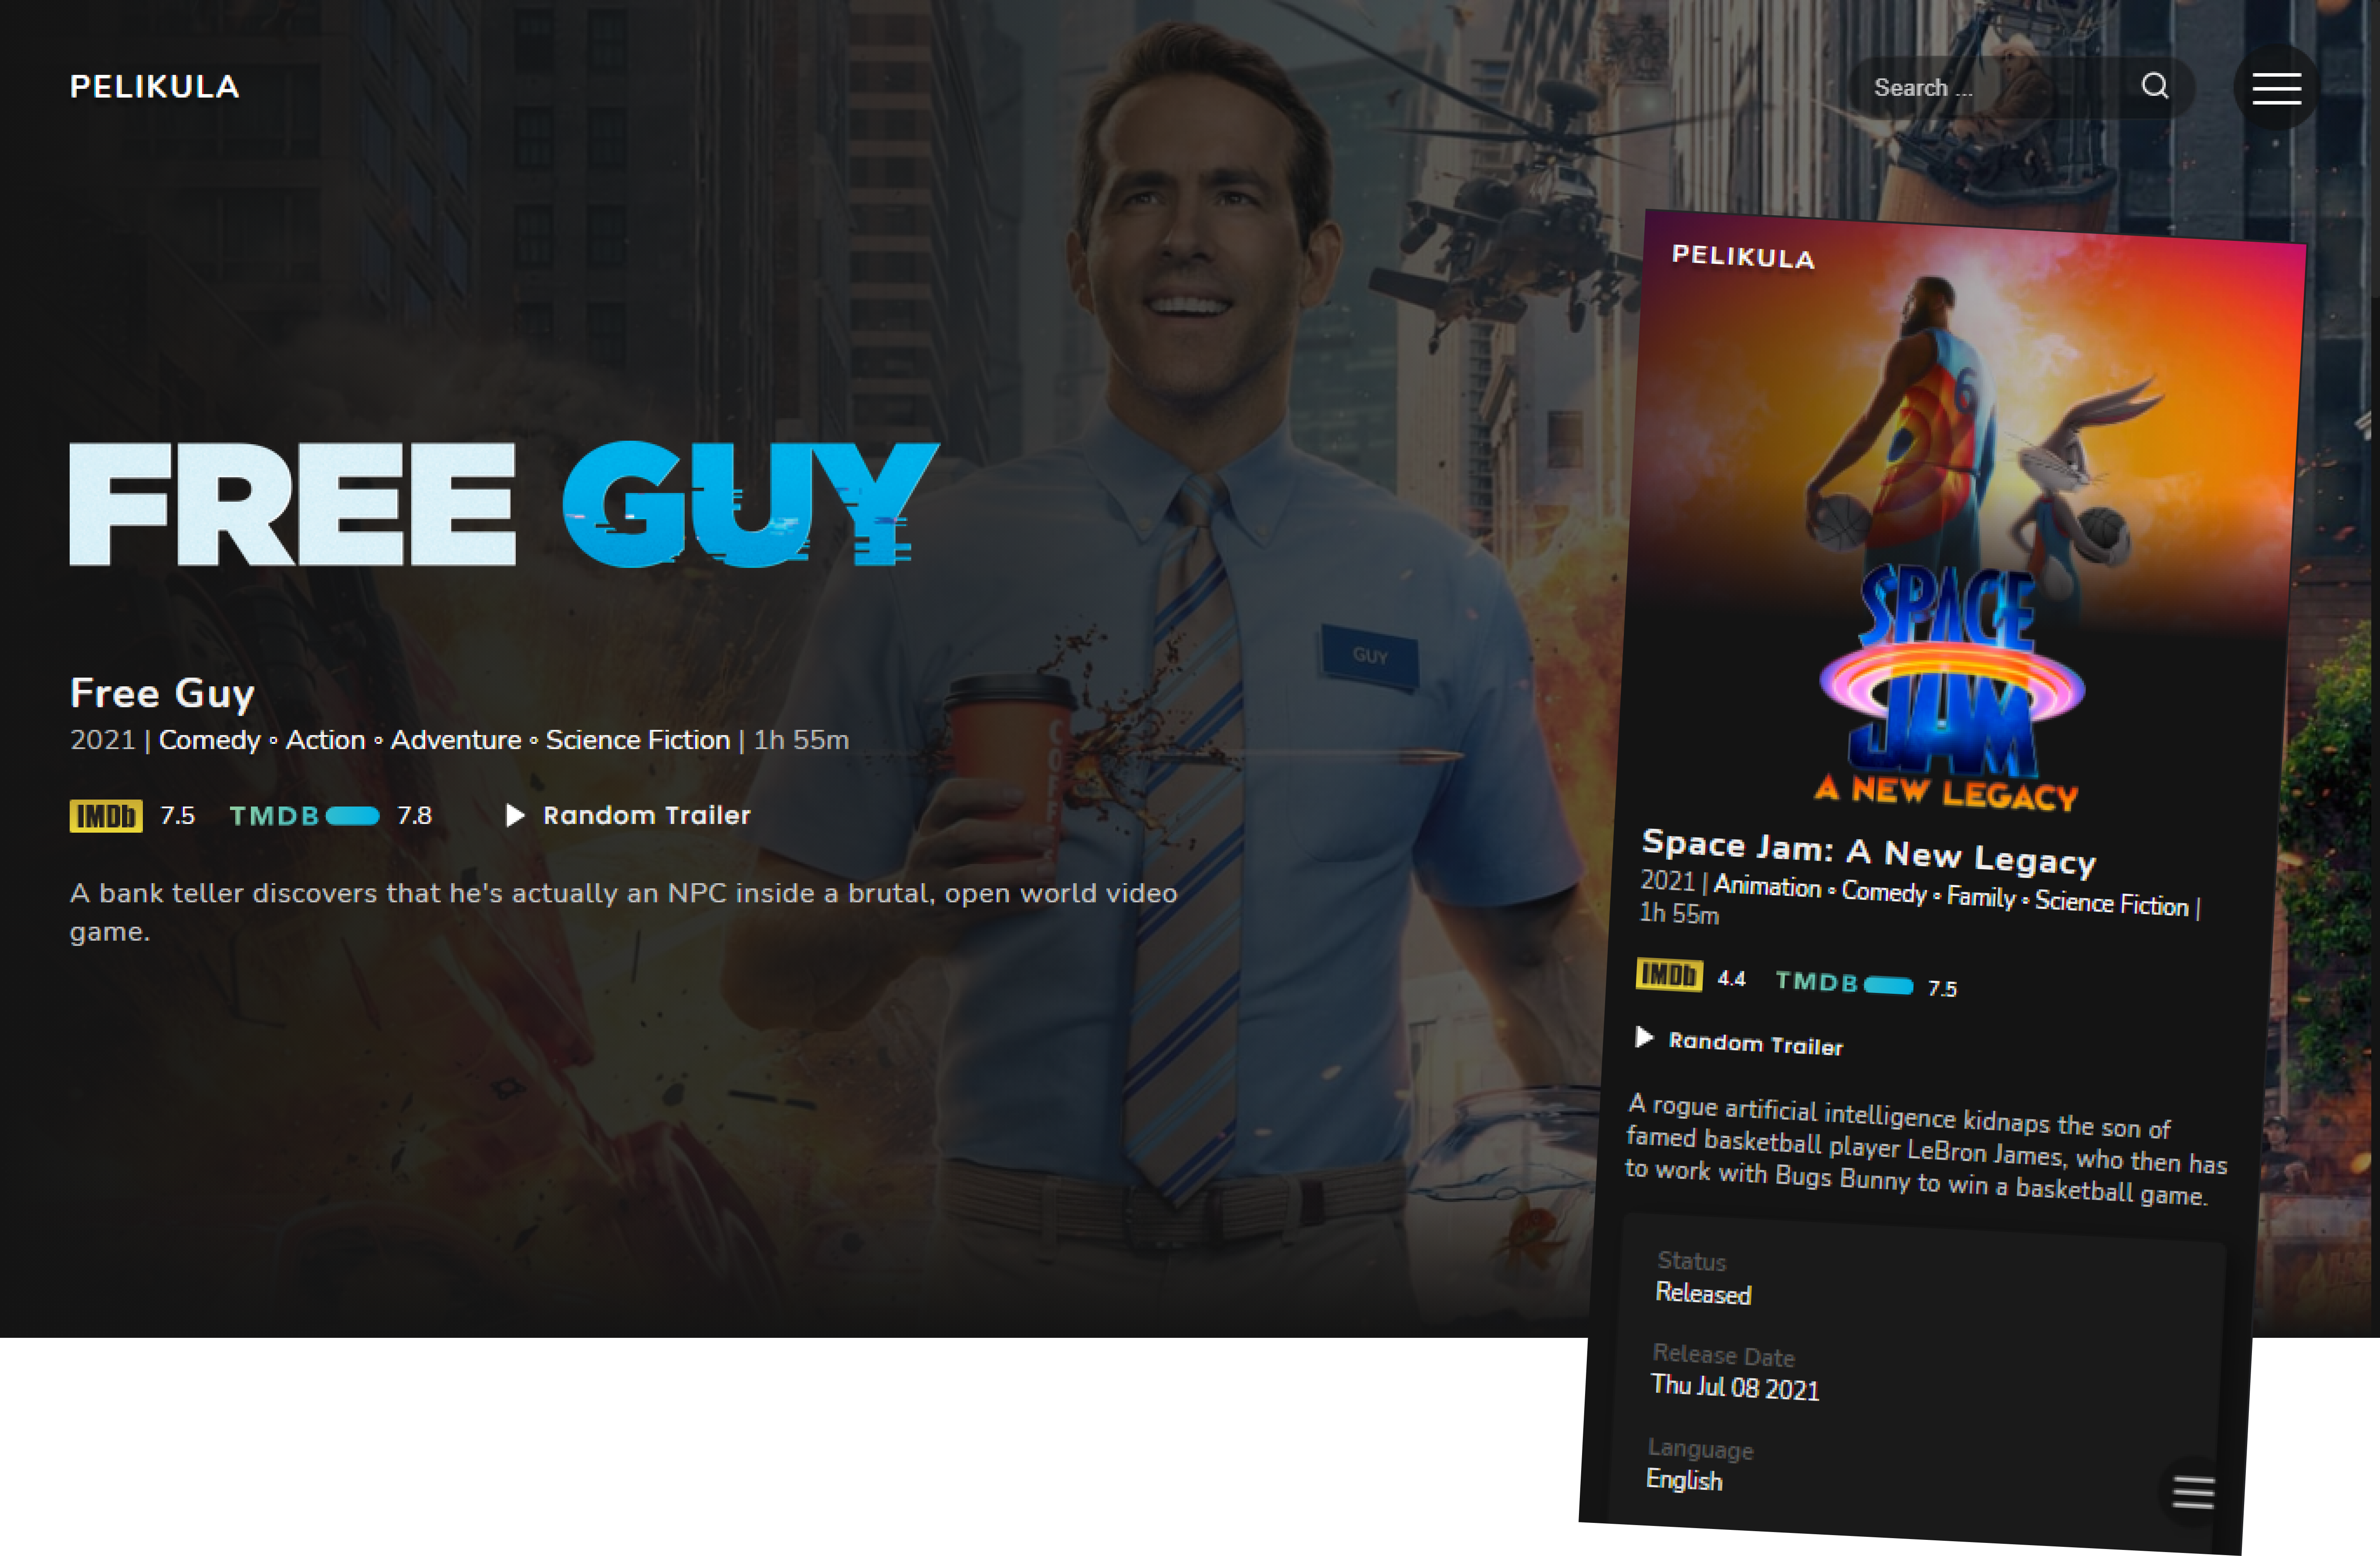 PELIKULA
Search ...
FREE GUY
Free Guy
2021 | Comedy ∘ Action ∘ Adventure ∘ Science Fiction | 1h 55m
IMDb 7.5 TMDB 7.8 Random Trailer
A bank teller discovers that he's actually an NPC inside a brutal, open world video
game.
GUY
COFFEE
PELIKULA
6
SPACE
JAM
A NEW LEGACY
Space Jam: A New Legacy
2021 | Animation ∘ Comedy ∘ Family ∘ Science Fiction |
1h 55m
IMDb 4.4 TMDB 7.5
Random Trailer
A rogue artificial intelligence kidnaps the son of
famed basketball player LeBron James, who then has
to work with Bugs Bunny to win a basketball game.
Status
Released
Release Date
Thu Jul 08 2021
Language
English